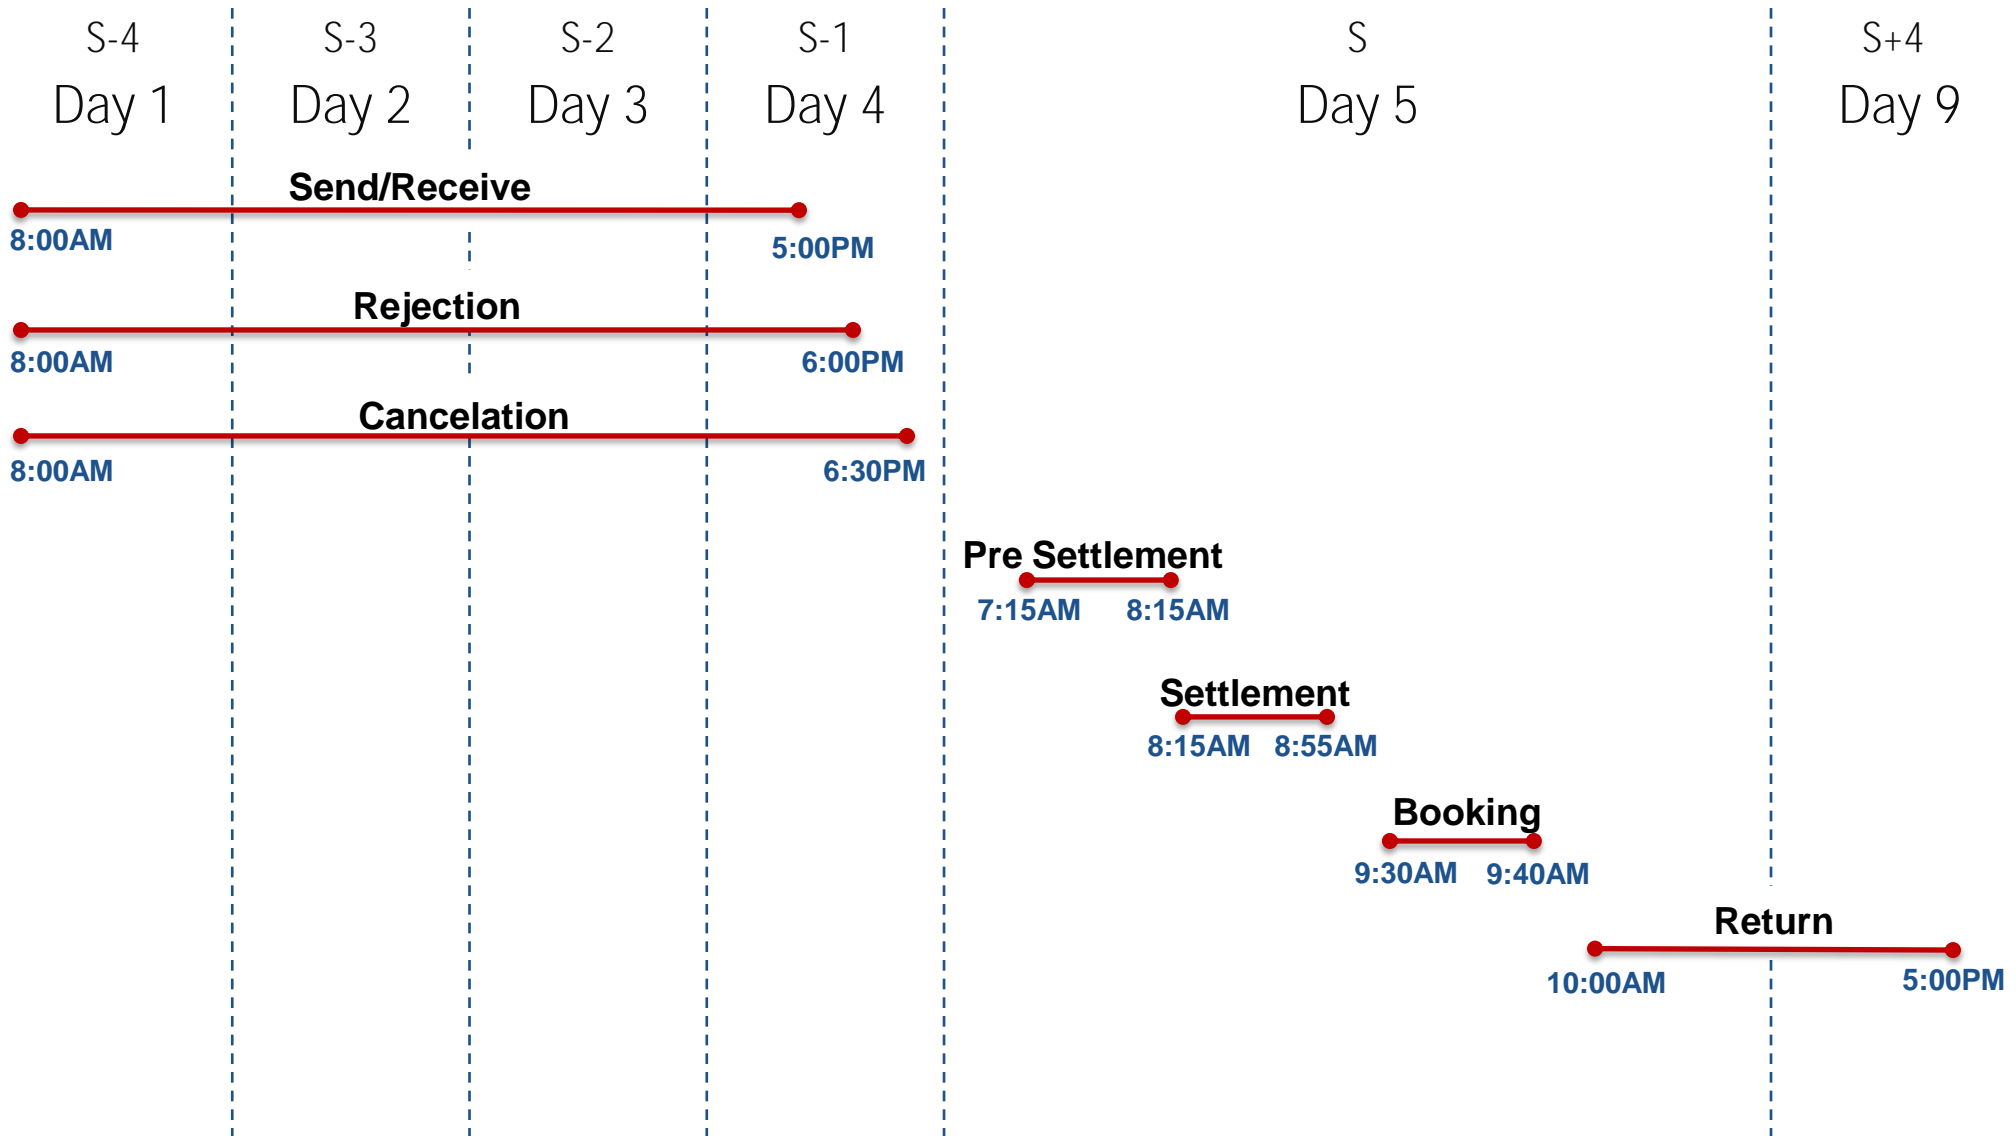 S-4 S-3 S-2 S-1 S S+4
Day 1 Day 2 Day 3 Day 4 Day 5 Day 9
Send/Receive
8:00AM 5:00PM
Rejection
8:00AM 6:00PM
Cancelation
8:00AM 6:30PM
Pre Settlement
7:15AM 8:15AM
Settlement
8:15AM 8:55AM
Booking
9:30AM 9:40AM
Return
10:00AM 5:00PM